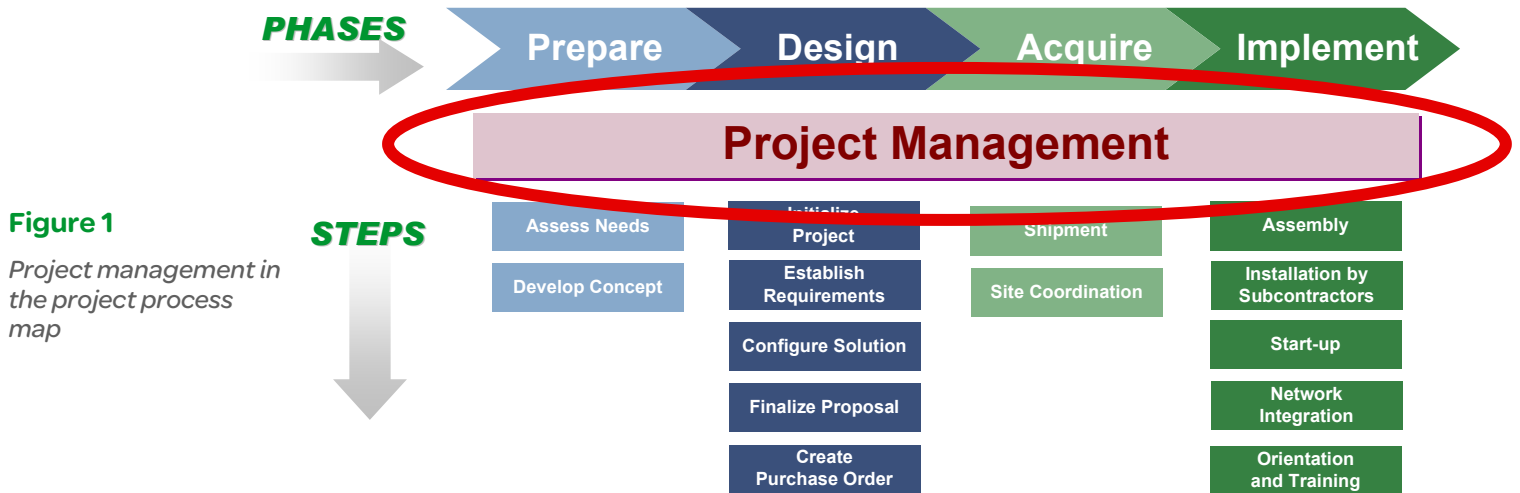 PHASES
Prepare
Design
Acquire
Implement
Project Management
Figure 1
Project management in
the project process
map
STEPS
Assess Needs
Develop Concept
Initialize
Project
Establish
Requirements
Configure Solution
Finalize Proposal
Create
Purchase Order
Shipment
Site Coordination
Assembly
Installation by
Subcontractors
Start-up
Network
Integration
Orientation
and Training